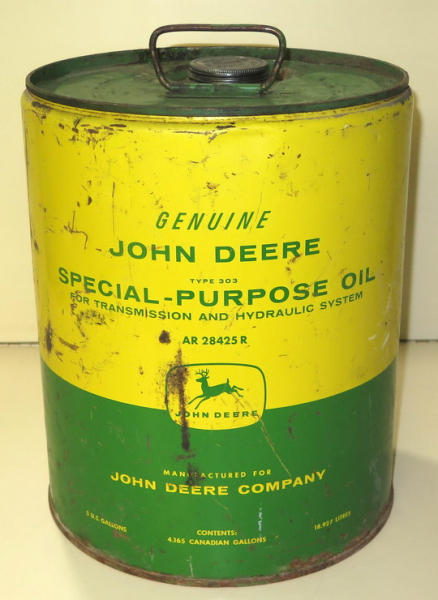 GENUINE
JOHN DEERE
TYPE 303
SPECIAL-PURPOSE OIL
FOR TRANSMISSION AND HYDRAULIC SYSTEM
AR 28425 R
JOHN DEERE
MANUFACTURED FOR
JOHN DEERE COMPANY
5 U.S. GALLONS
CONTENTS:
4.165 CANADIAN GALLONS
18.927 LITRES